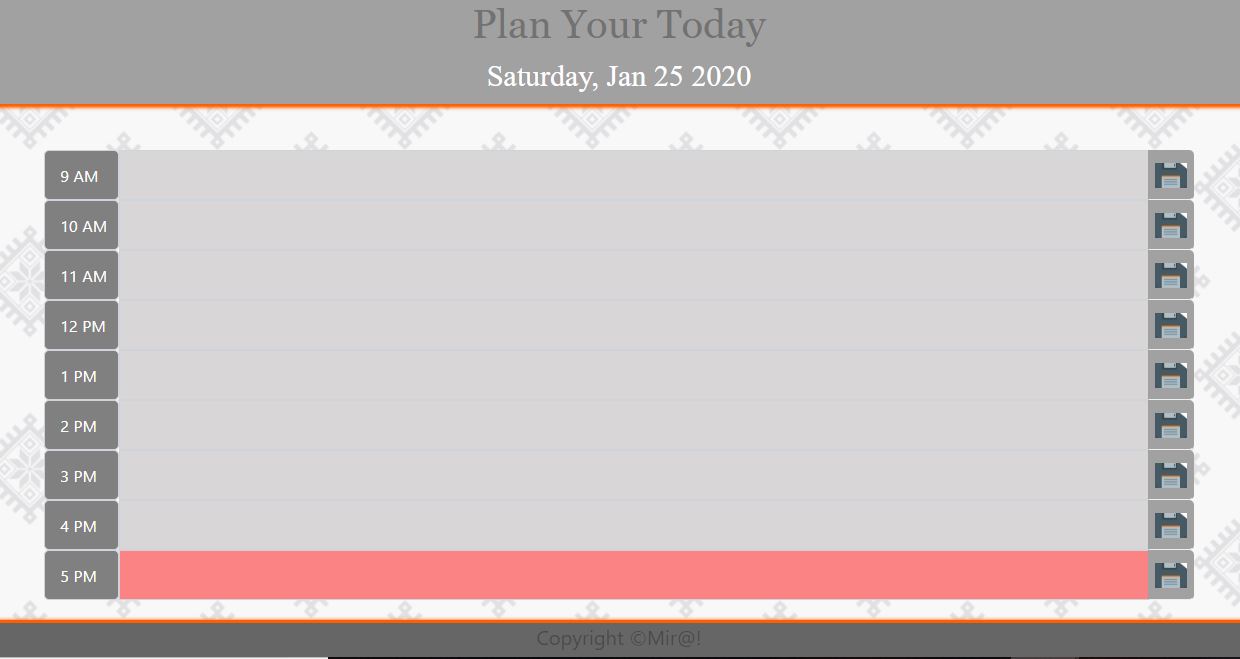 Plan Your Today
Saturday, Jan 25 2020
9 AM
10 AM
11 AM
12 PM
1 PM
2 PM
3 PM
4 PM
5 PM
Copyright ©Mir@!